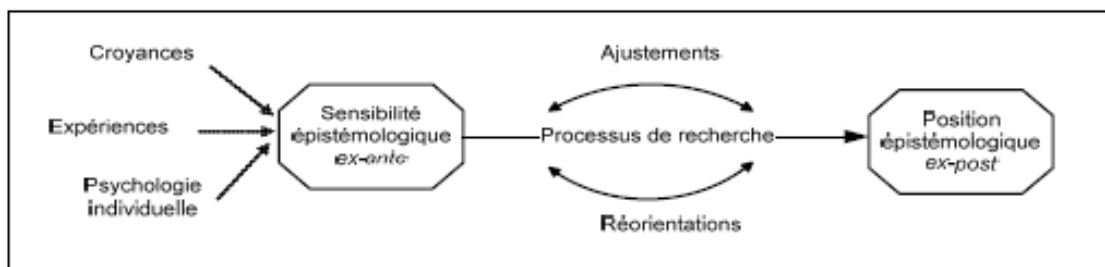 Croyances
Expériences
Psychologie
individuelle
Sensibilité
épistémologique
ex-ante
Ajustements
Processus de recherche
Réorientations
Position
épistémologique
ex-post